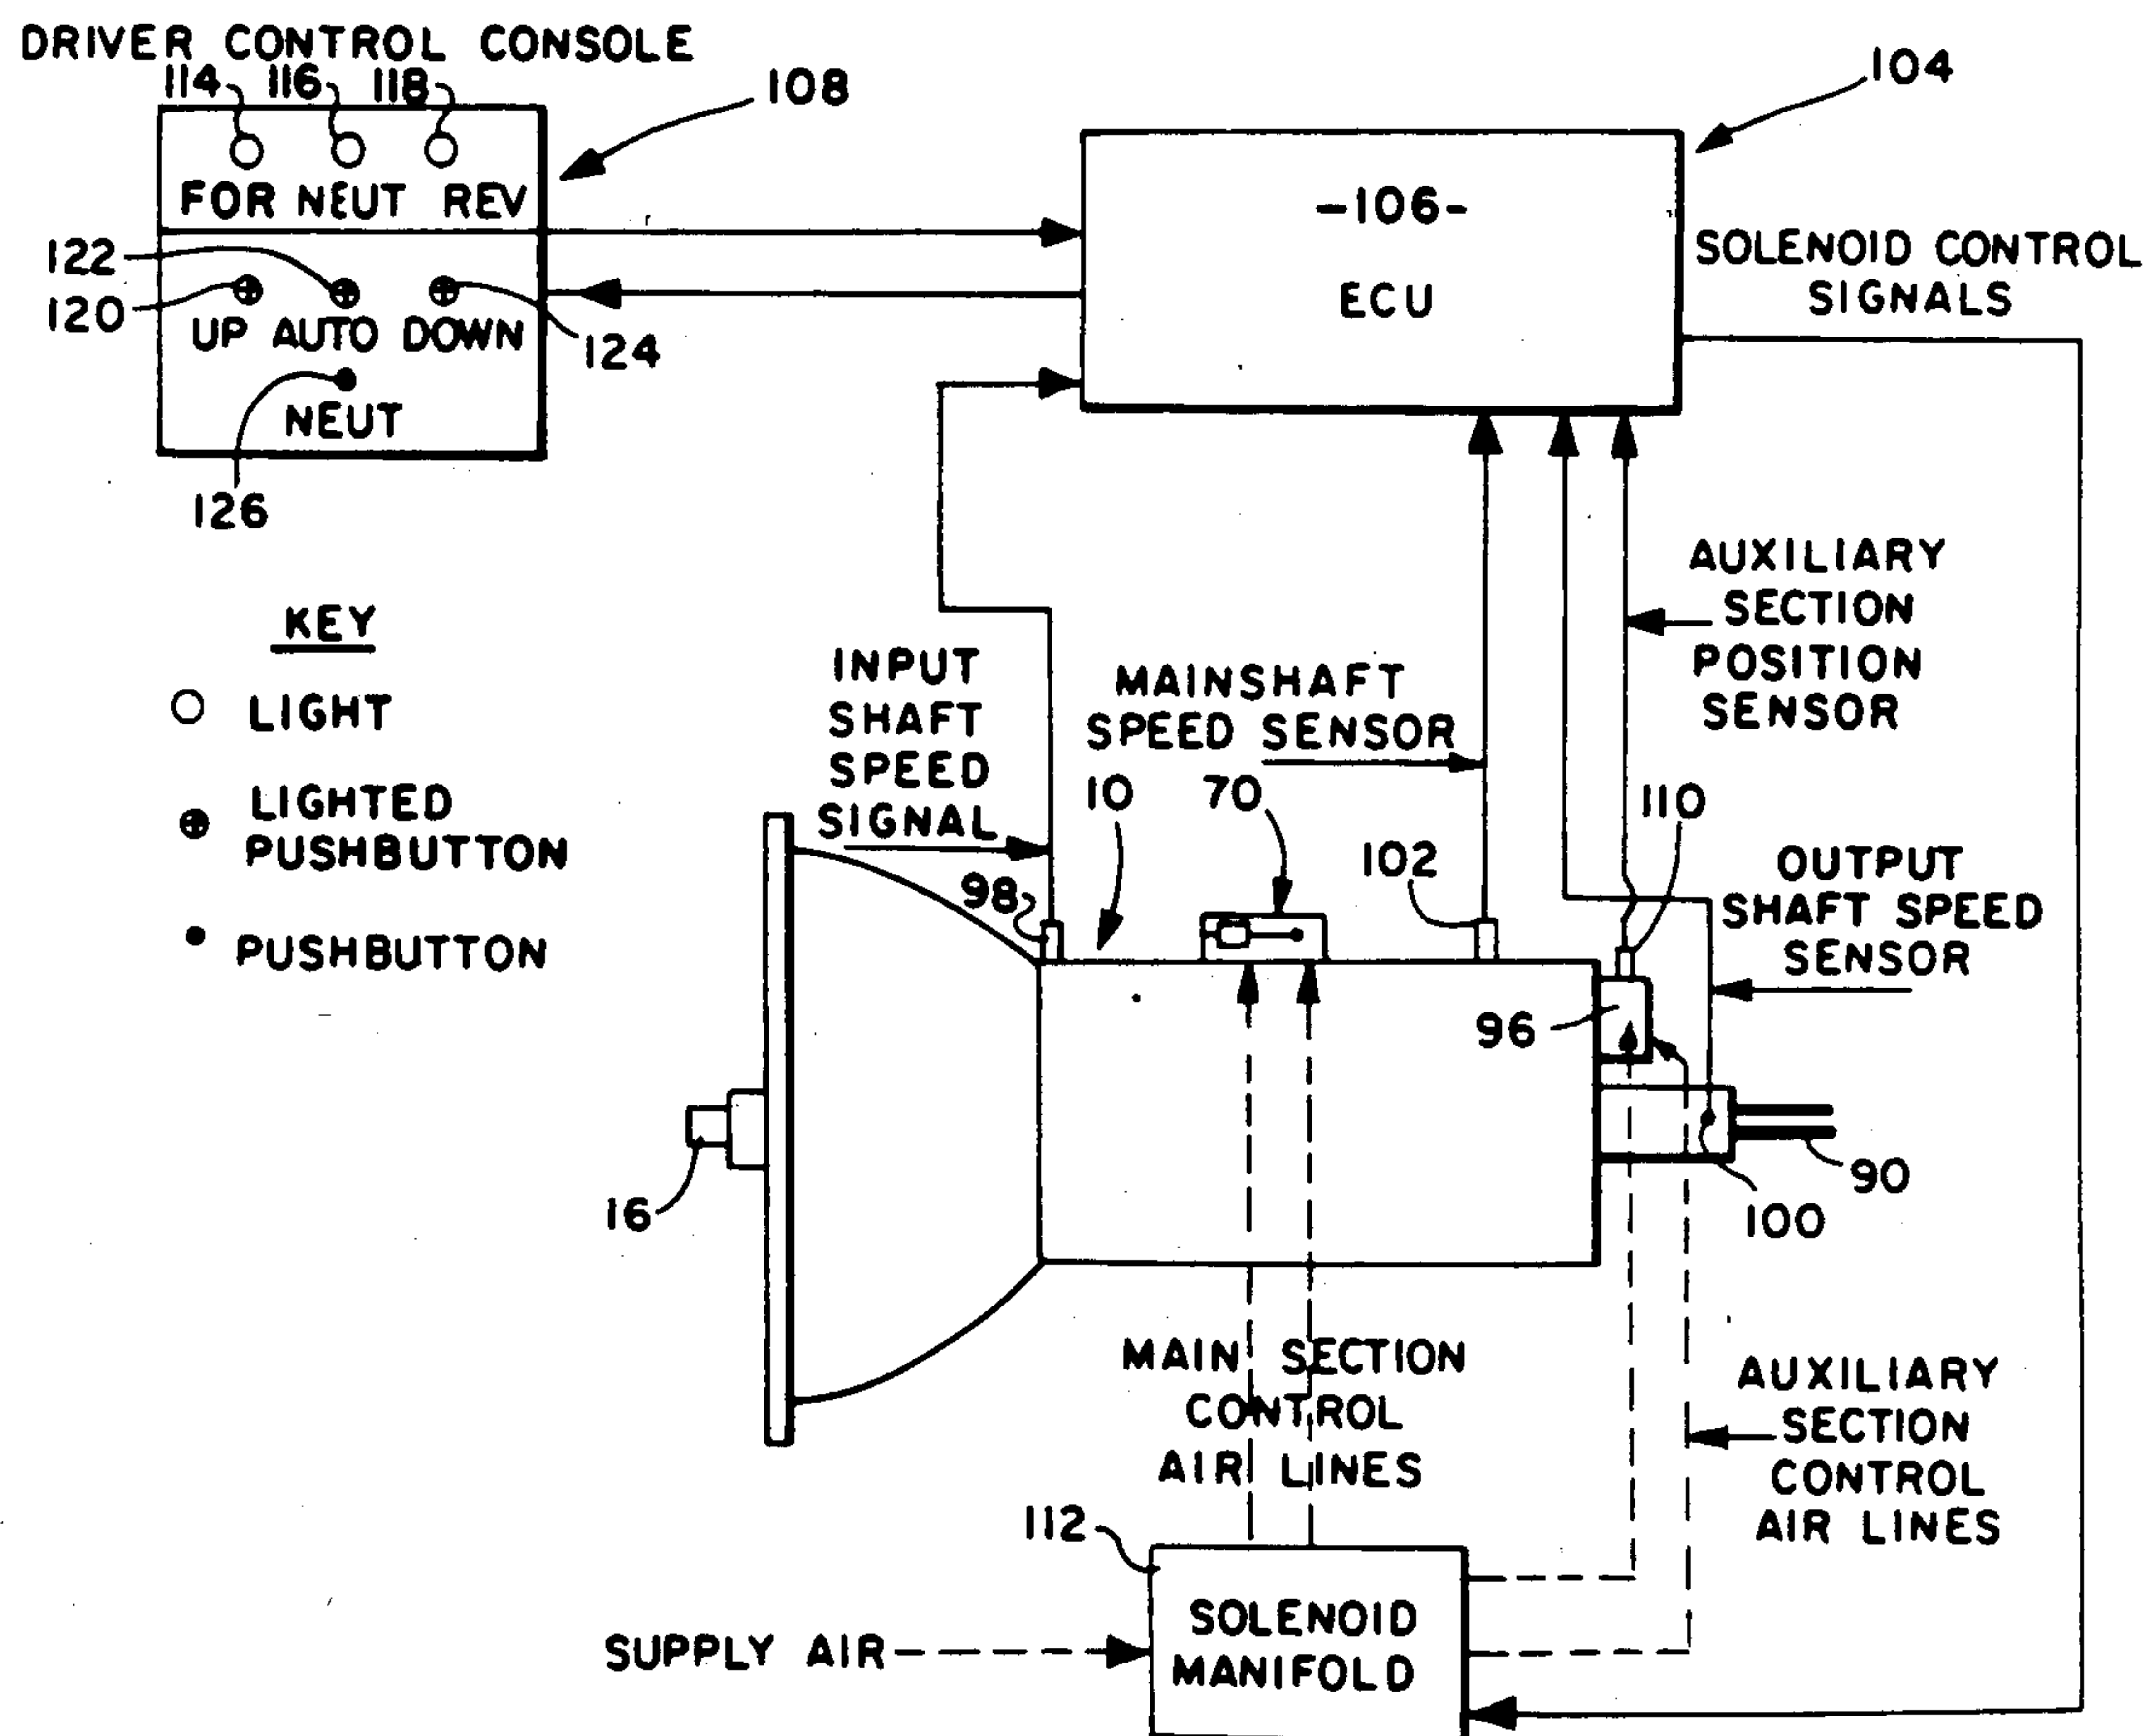 DRIVER CONTROL CONSOLE
114 116 118
108
FOR NEUT REV
122
120
UP AUTO DOWN
124
NEUT
126
104
-106-
ECU
SOLENOID CONTROL
SIGNALS
KEY
LIGHT
LIGHTED
PUSHBUTTON
PUSHBUTTON
INPUT
SHAFT
SPEED
SIGNAL
MAINSHAFT
SPEED SENSOR
AUXILIARY
SECTION
POSITION
SENSOR
10
70
110
98
102
OUTPUT
SHAFT SPEED
SENSOR
96
16
90
100
MAIN SECTION
CONTROL
AIR LINES
AUXILIARY
SECTION
CONTROL
AIR LINES
112
SOLENOID
MANIFOLD
SUPPLY AIR